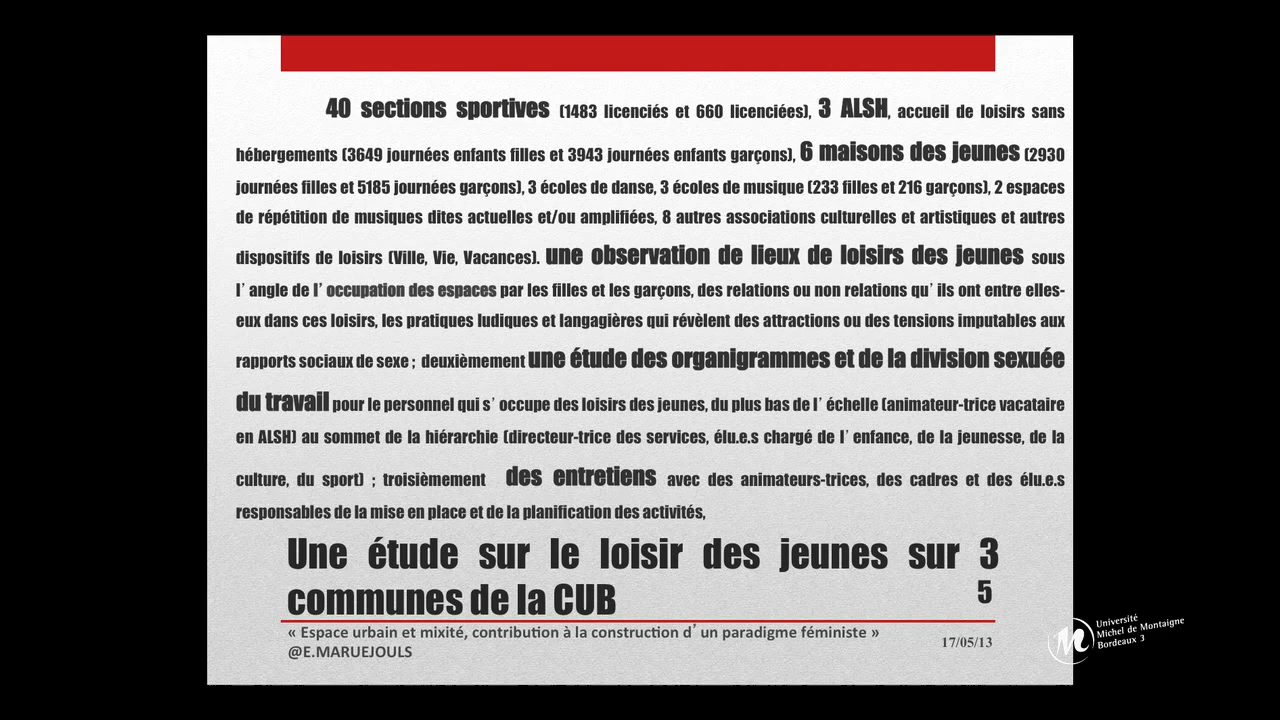 40 sections sportives (1483 licenciés et 660 licenciées), 3 ALSH, accueil de loisirs sans
hébergements (3649 journées enfants filles et 3943 journées enfants garçons), 6 maisons des jeunes (2930
journées filles et 5185 journées garçons), 3 écoles de danse, 3 écoles de musique (233 filles et 216 garçons), 2 espaces
de répétition de musiques dites actuelles et/ou amplifiées, 8 autres associations culturelles et artistiques et autres
dispositifs de loisirs (Ville, Vie, Vacances). une observation de lieux de loisirs des jeunes sous
l’ angle de l’ occupation des espaces par les filles et les garçons, des relations ou non relations qu’ ils ont entre elles-
eux dans ces loisirs, les pratiques ludiques et langagières qui révèlent des attractions ou des tensions imputables aux
rapports sociaux de sexe ; deuxièmement une étude des organigrammes et de la division sexuée
du travail pour le personnel qui s’ occupe des loisirs des jeunes, du plus bas de l’ échelle (animateur-trice vacataire
en ALSH) au sommet de la hiérarchie (directeur-trice des services, élu.e.s chargé de l’ enfance, de la jeunesse, de la
culture, du sport) ; troisièmement des entretiens avec des animateurs-trices, des cadres et des élu.e.s
responsables de la mise en place et de la planification des activités,
Une étude sur le loisir des jeunes sur 3
communes de la CUB
5
« Espace urbain et mixité, contribution à la construction d’ un paradigme féministe »
@E.MARUEJOULS
17/05/13
Université
Michel de Montaigne
Bordeaux 3